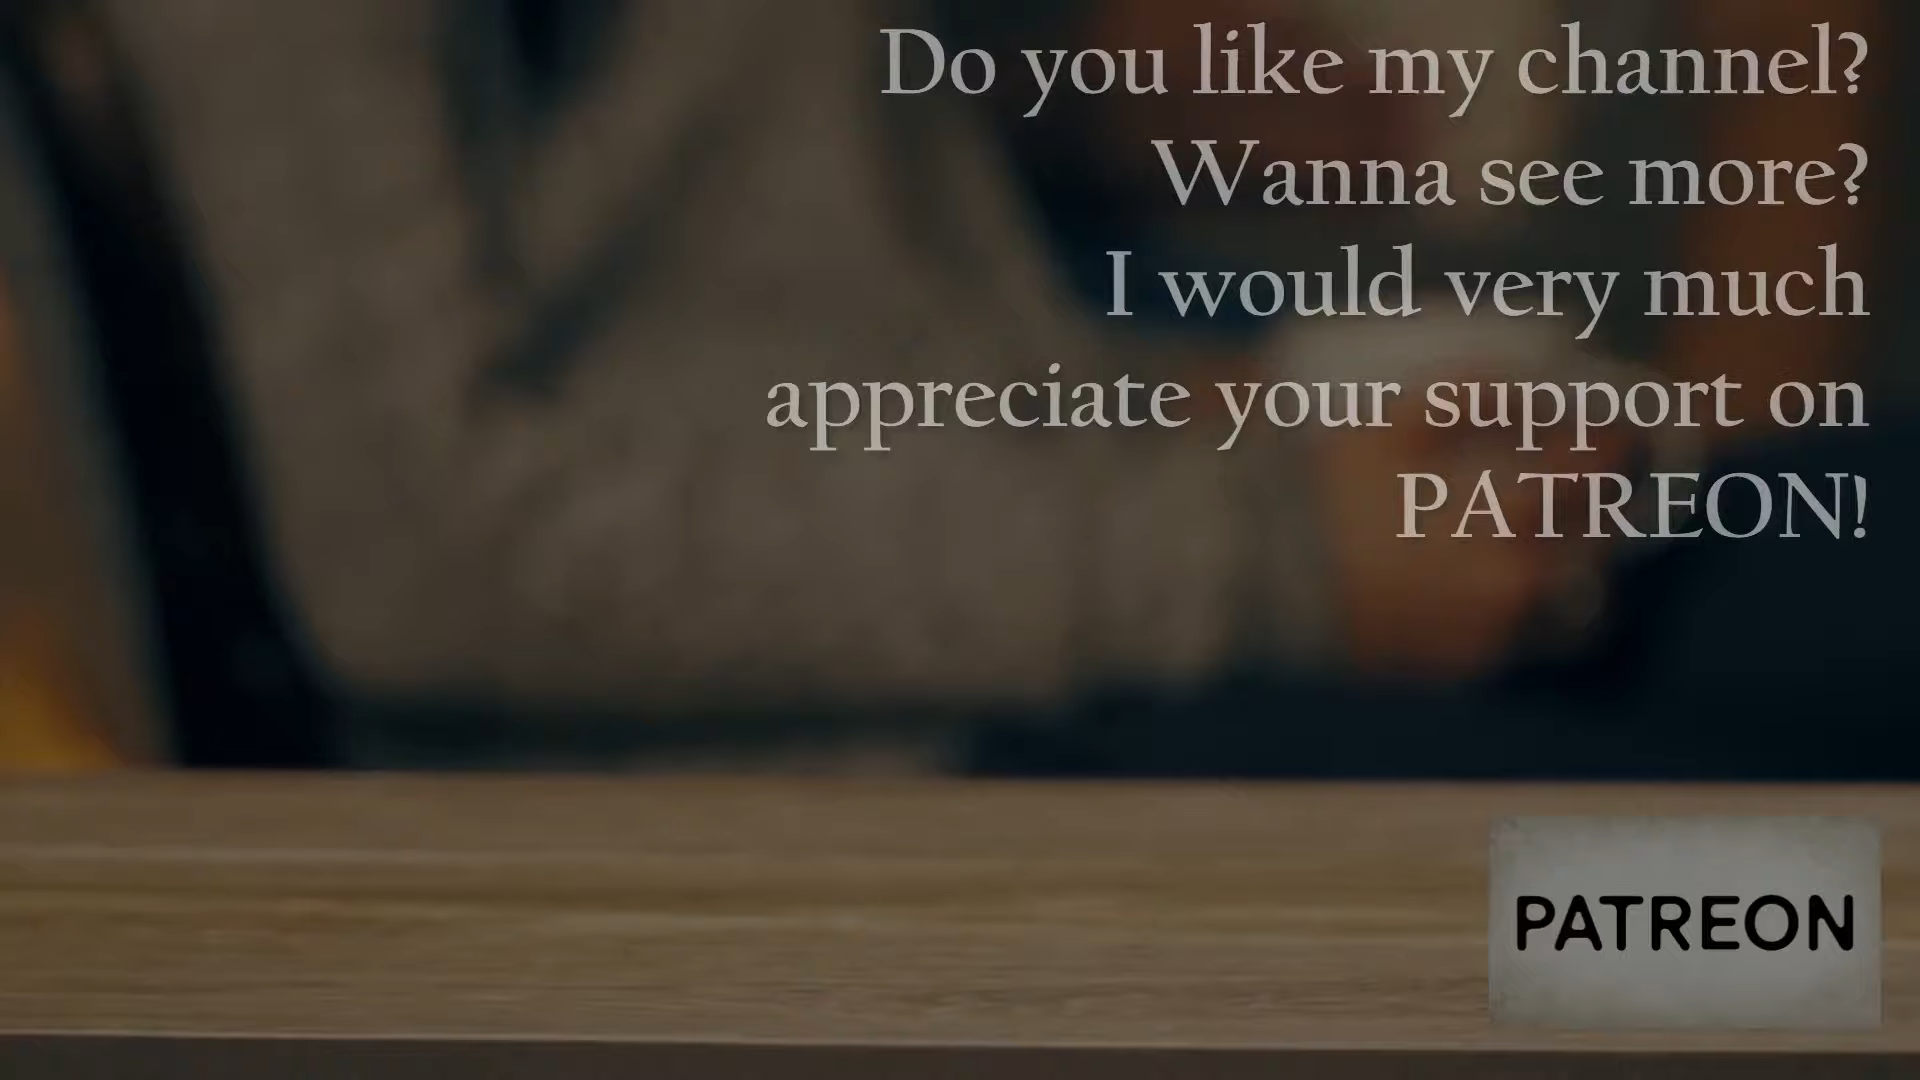 Do you like my channel?
Wanna see more?
I would very much
appreciate your support on
PATREON!
PATREON